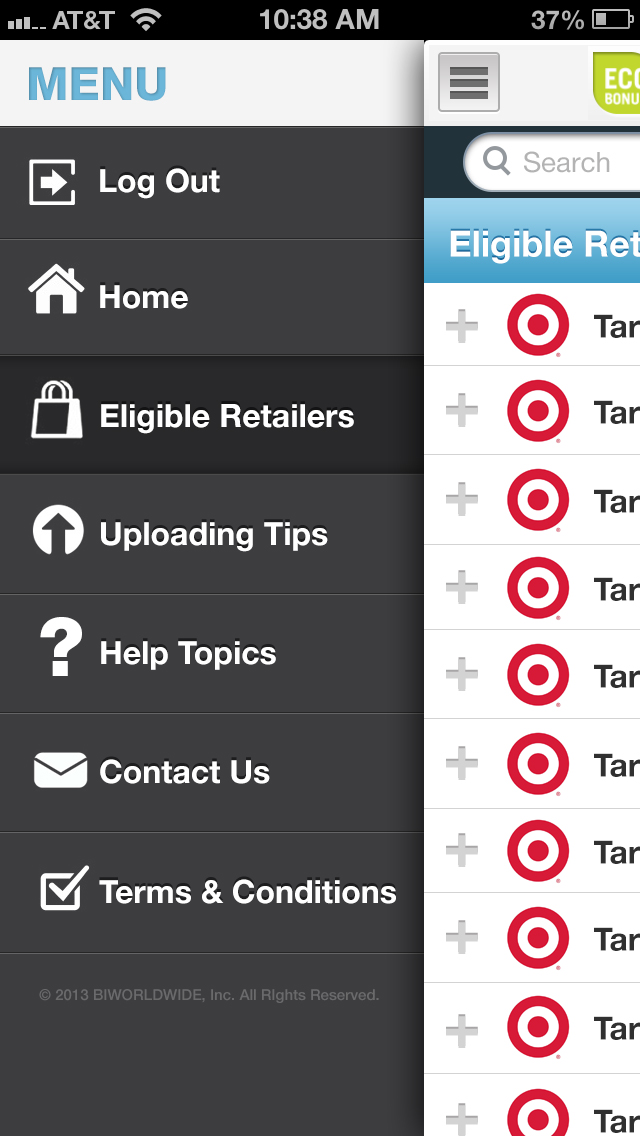 AT&T 10:38 AM 37%
MENU
Log Out
Home
Eligible Retailers
Uploading Tips
Help Topics
Contact Us
Terms & Conditions
© 2013 BIWORLDWIDE, Inc. All RIghts Reserved.
ECO
BONU
Search
Eligible Ret
Tar
Tar
Tar
Tar
Tar
Tar
Tar
Tar
Tar
Tar